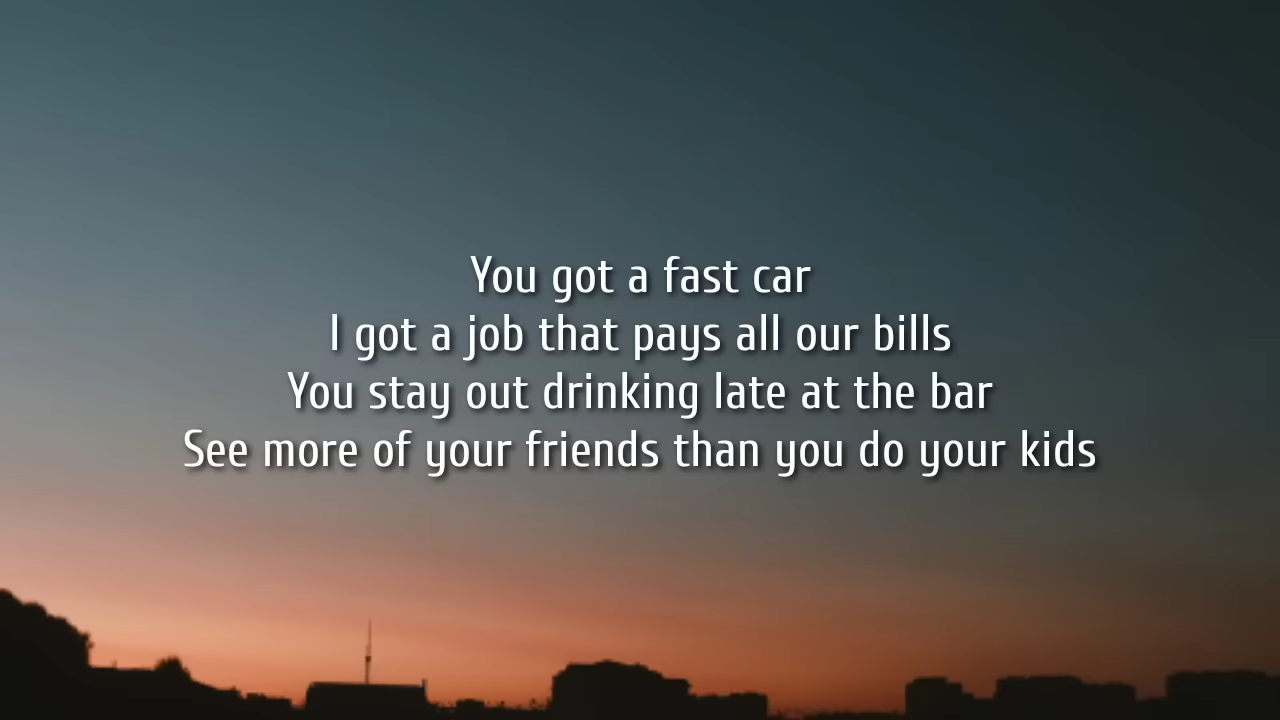 You got a fast car
I got a job that pays all our bills
You stay out drinking late at the bar
See more of your friends than you do your kids